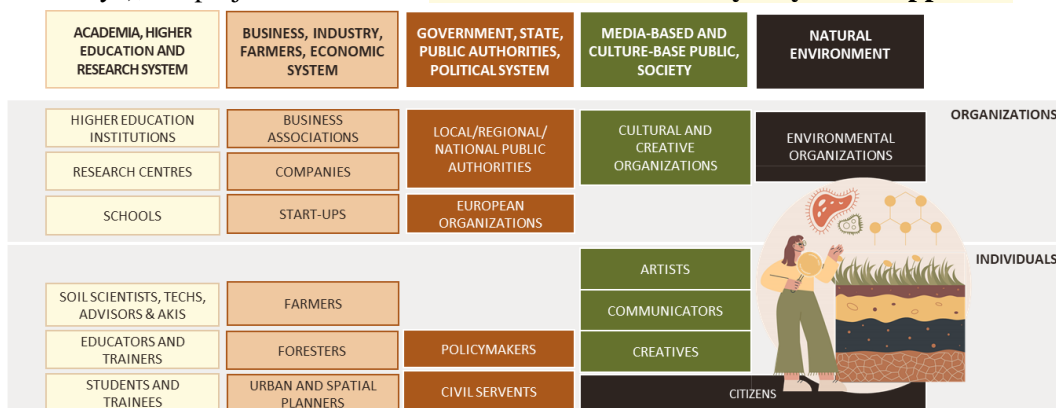 ACADEMIA, HIGHER
EDUCATION AND
RESEARCH SYSTEM
BUSINESS, INDUSTRY,
FARMERS, ECONOMIC
SYSTEM
GOVERNMENT, STATE,
PUBLIC AUTHORITIES,
POLITICAL SYSTEM
MEDIA-BASED AND
CULTURE-BASE PUBLIC,
SOCIETY
NATURAL
ENVIRONMENT
ORGANIZATIONS
HIGHER EDUCATION
INSTITUTIONS
BUSINESS
ASSOCIATIONS
LOCAL/REGIONAL/
NATIONAL PUBLIC
AUTHORITIES
CULTURAL AND
CREATIVE
ORGANIZATIONS
ENVIRONMENTAL
ORGANIZATIONS
RESEARCH CENTRES
COMPANIES
SCHOOLS
START-UPS
EUROPEAN
ORGANIZATIONS
INDIVIDUALS
ARTISTS
SOIL SCIENTISTS, TECHS,
ADVISORS & AKIS
FARMERS
COMMUNICATORS
EDUCATORS AND
TRAINERS
FORESTERS
POLICYMAKERS
CREATIVES
STUDENTS AND
TRAINEES
URBAN AND SPATIAL
PLANNERS
CIVIL SERVENTS
CITIZENS